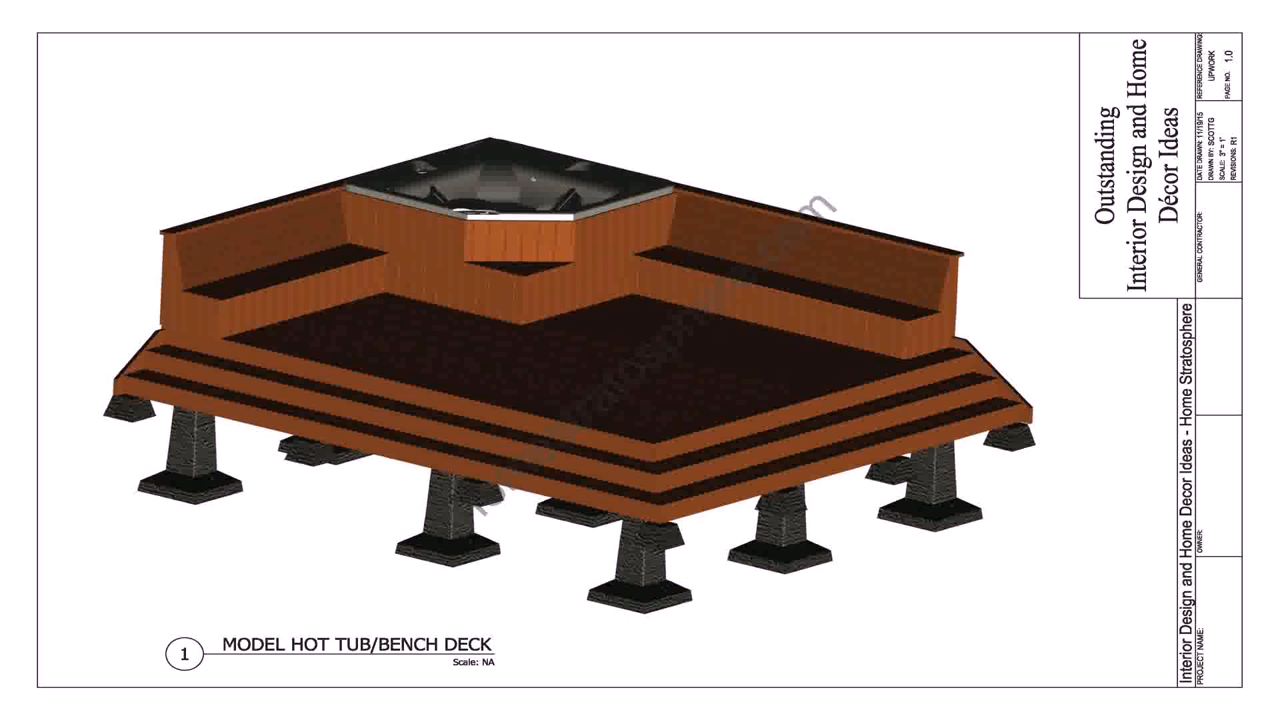 Outstanding
Interior Design and Home
Décor Ideas
REFERENCE DRAWING:
UPWORK
PAGE NO. 1.0
DATE DRAWN: 11/19/15
DRAWN BY: SCOTTG
SCALE: 3" = 1'
REVISIONS: R1
GENERAL CONTRACTOR:
OWNER:
PROJECT NAME:
Interior Design and Home Decor Ideas - Home Stratosphere
1
MODEL HOT TUB/BENCH DECK
Scale: NA